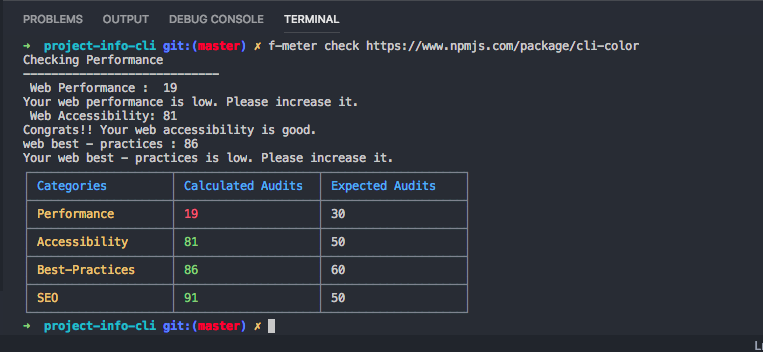 PROBLEMS OUTPUT DEBUG CONSOLE TERMINAL
➜ project-info-cli git:(master) ✗ f-meter check https://www.npmjs.com/package/cli-color
Checking Performance
----------------------------
Web Performance : 19
Your web performance is low. Please increase it.
Web Accessibility: 81
Congrats!! Your web accessibility is good.
web best - practices : 86
Your web best - practices is low. Please increase it.
Categories Calculated Audits Expected Audits
Performance 19 30
Accessibility 81 50
Best-Practices 86 60
SEO 91 50
➜ project-info-cli git:(master) ✗